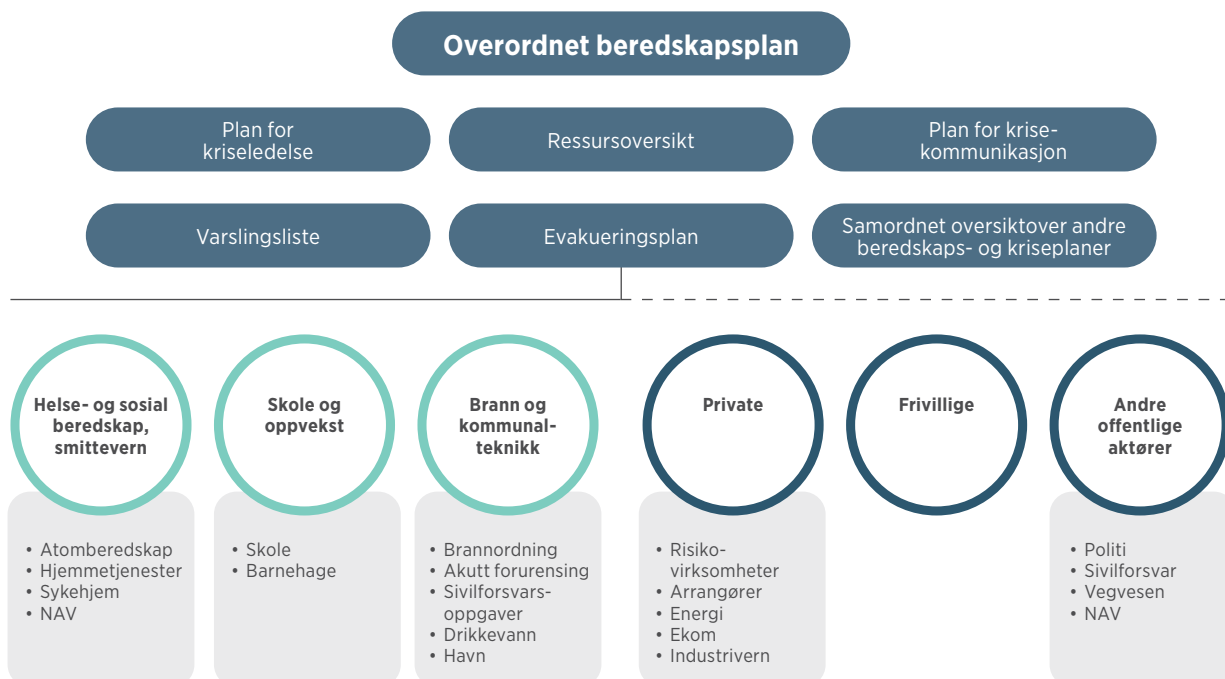 Overordnet beredskapsplan
Plan for
kriseledelse
Ressursoversikt
Plan for krise-
kommunikasjon
Varslingsliste
Evakueringsplan
Samordnet oversiktover andre
beredskaps- og kriseplaner
Helse- og sosial
beredskap,
smittevern
Skole og
oppvekst
Brann og
kommunal-
teknikk
Private
Frivillige
Andre
offentlige
aktører
• Atomberedskap
• Hjemmetjenester
• Sykehjem
• NAV
• Skole
• Barnehage
• Brannordning
• Akutt forurensing
• Sivilforsvars-
oppgaver
• Drikkevann
• Havn
• Risiko-
virksomheter
• Arrangører
• Energi
• Ekom
• Industrivern
• Politi
• Sivilforsvar
• Vegvesen
• NAV